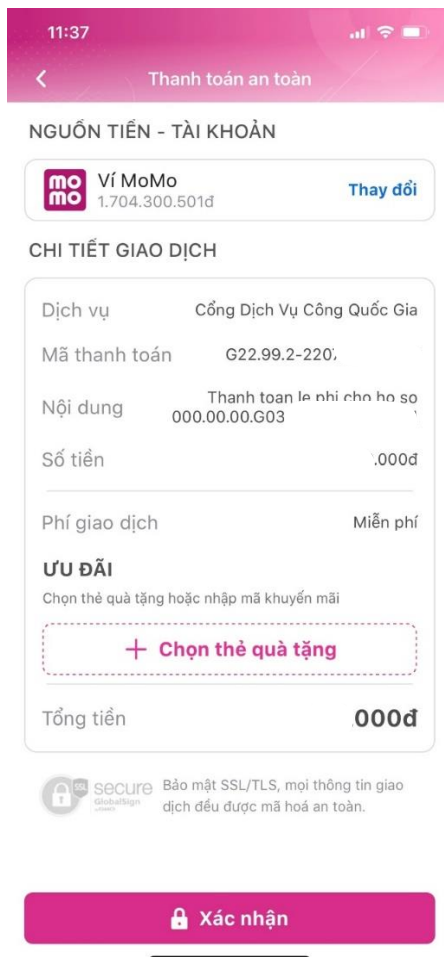 11:37
Thanh toán an toàn
NGUỒN TIỀN - TÀI KHOẢN
momo
Ví MoMo
1.704.300.501đ
Thay đổi
CHI TIẾT GIAO DỊCH
Dịch vụ Cổng Dịch Vụ Công Quốc Gia
Mã thanh toán G22.99.2-220
Nội dung Thanh toan le phi cho ho so
000.00.00.G03
Số tiền .000đ
Phí giao dịch Miễn phí
ƯU ĐÃI
Chọn thẻ quà tặng hoặc nhập mã khuyến mãi
+ Chọn thẻ quà tặng
Tổng tiền 000đ
SSL secure
GlobalSign
Bảo mật SSL/TLS, mọi thông tin giao
dịch đều được mã hoá an toàn.
Xác nhận